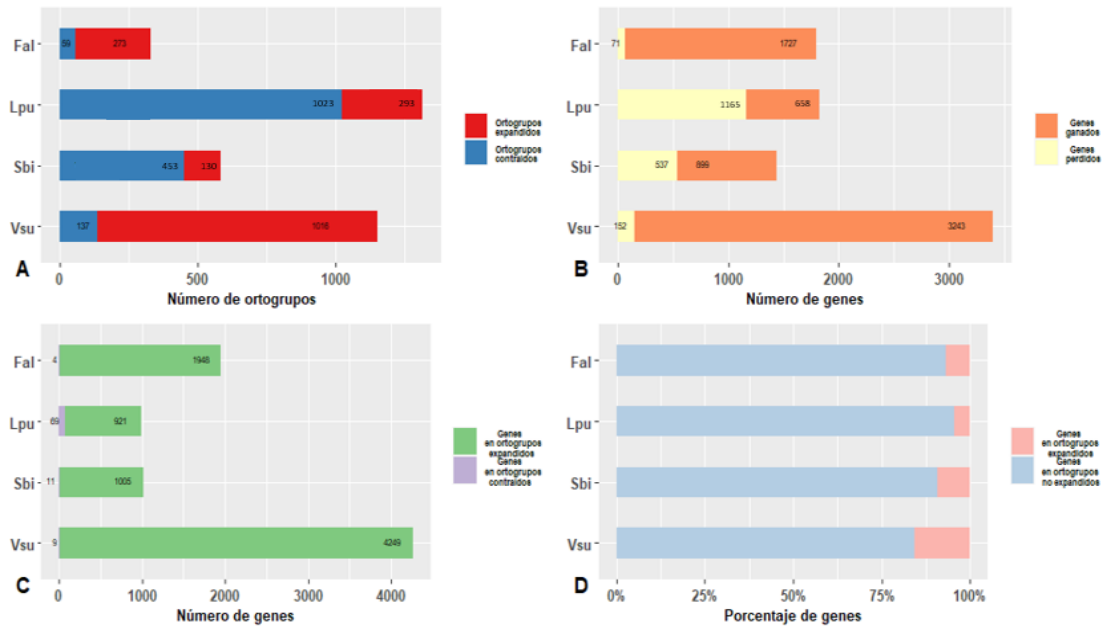 Fal
59
273
Lpu
1023
293
Sbi
453
130
Vsu
137
1016
0
500
1000
Número de ortogrupos
A
Ortogrupos
expandidos
Ortogrupos
contraídos
Fal
71
1727
Lpu
1165
658
Sbi
537
899
Vsu
152
3243
0
1000
2000
3000
Número de genes
B
Genes
ganados
Genes
perdidos
Fal
4
1948
Lpu
69
921
Sbi
11
1005
Vsu
9
4249
0
1000
2000
3000
4000
Número de genes
C
Genes
en ortogrupos
expandidos
Genes
en ortogrupos
contraídos
Fal
Lpu
Sbi
Vsu
0%
25%
50%
75%
100%
Porcentaje de genes
D
Genes
en ortogrupos
expandidos
Genes
en ortogrupos
no expandidos